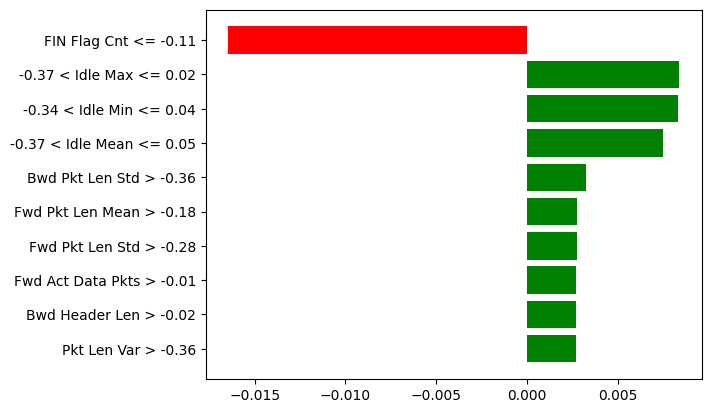 FIN Flag Cnt <= -0.11
-0.37 < Idle Max <= 0.02
-0.34 < Idle Min <= 0.04
-0.37 < Idle Mean <= 0.05
Bwd Pkt Len Std > -0.36
Fwd Pkt Len Mean > -0.18
Fwd Pkt Len Std > -0.28
Fwd Act Data Pkts > -0.01
Bwd Header Len > -0.02
Pkt Len Var > -0.36
−0.015 −0.010 −0.005 0.000 0.005